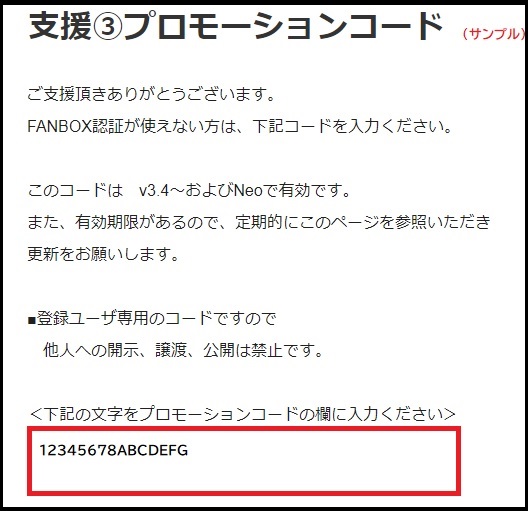 支援③プロモーションコード （サンプル）
ご支援頂きありがとうございます。
FANBOX認証が使えない方は、下記コードを入力ください。
このコードは　v3.4～およびNeoで有効です。
また、有効期限があるので、定期的にこのページを参照いただき
更新をお願いします。
■登録ユーザ専用のコードですので
　他人への開示、譲渡、公開は禁止です。
＜下記の文字をプロモーションコードの欄に入力ください＞
12345678ABCDEFG